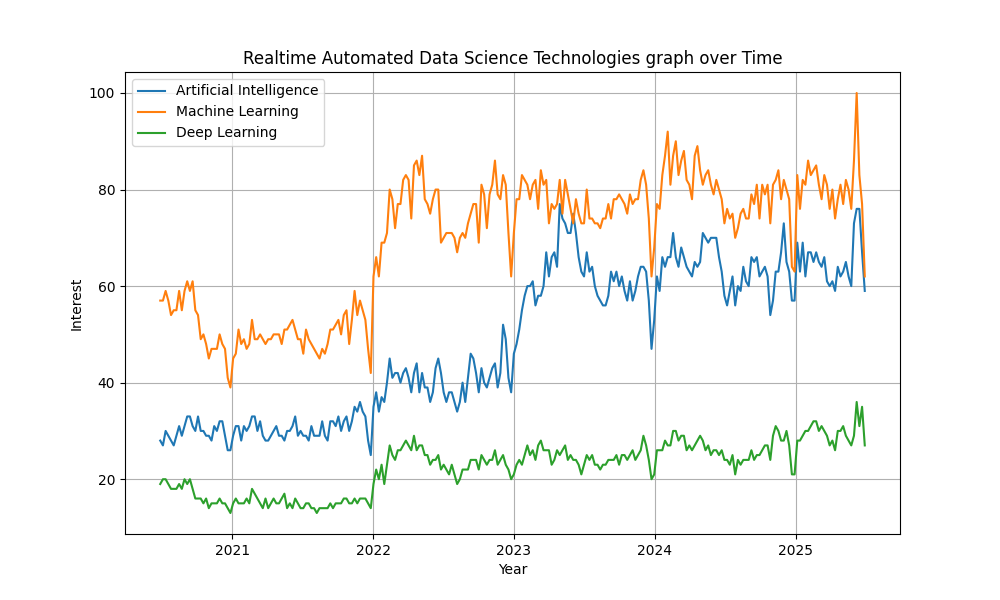 Realtime Automated Data Science Technologies graph over Time
Artificial Intelligence
Machine Learning
Deep Learning
100
80
60
40
20
Interest
2021 2022 2023 2024 2025
Year